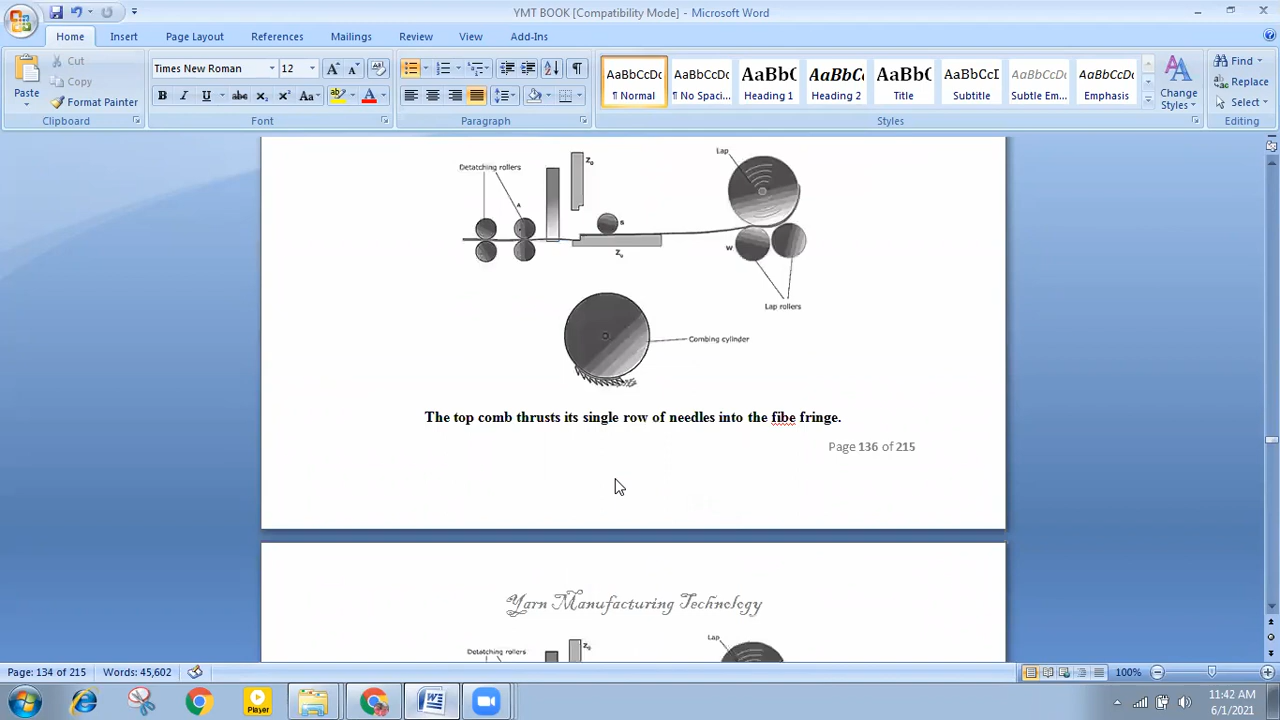 YMT BOOK [Compatibility Mode] - Microsoft Word
Home Insert Page Layout References Mailings Review View Add-Ins
Paste
Cut
Copy
Format Painter
Clipboard
Times New Roman 12
Font
Paragraph
AaBbCcDc AaBbCcDc AaBbC AaBbCc AaBbC AaBbCcI AaBbCcDc AaBbCcDc
¶ Normal ¶ No Spaci... Heading 1 Heading 2 Title Subtitle Subtle Em... Emphasis
Change Styles
Styles
Find
Replace
Select
Editing
Detatching rollers
A
Lap
S
W
Lap rollers
Combing cylinder
The top comb thrusts its single row of needles into the fibe fringe.
Page 136 of 215
Yarn Manufacturing Technology
Detatching rollers
Lap
Page: 134 of 215 Words: 45,602 100%
Player
11:42 AM
6/1/2021